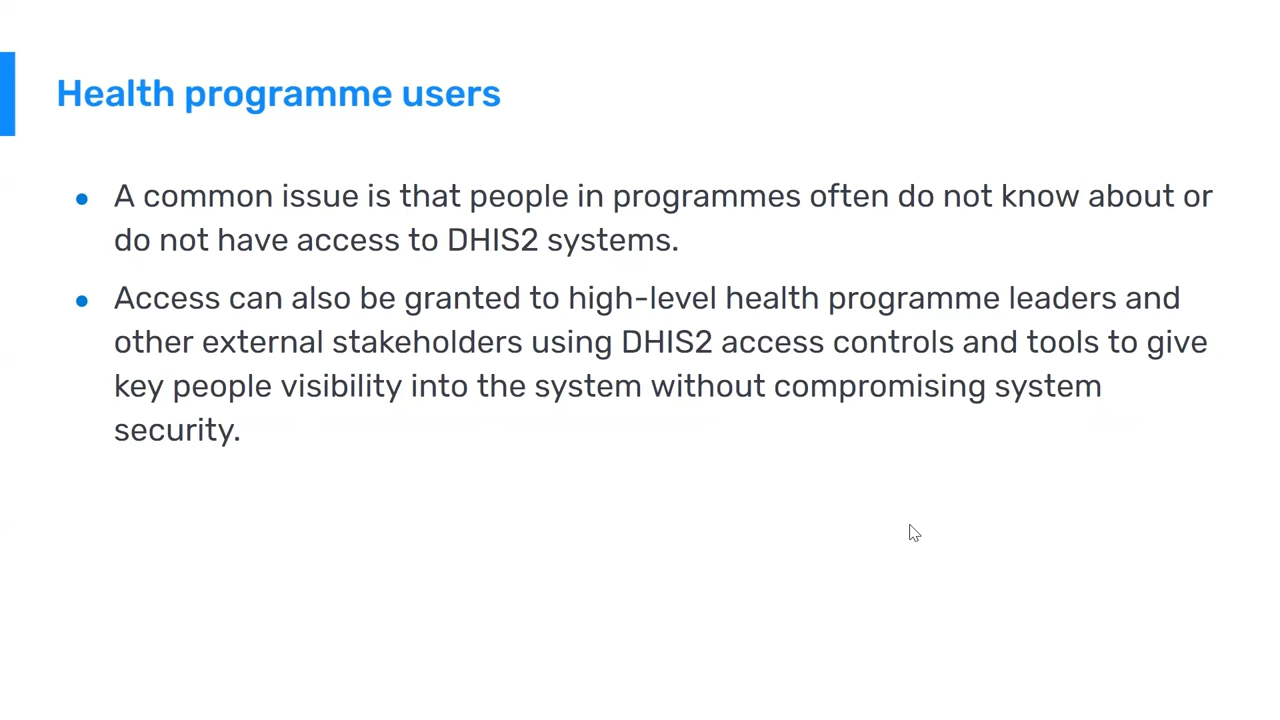 Health programme users
A common issue is that people in programmes often do not know about or
do not have access to DHIS2 systems.
Access can also be granted to high-level health programme leaders and
other external stakeholders using DHIS2 access controls and tools to give
key people visibility into the system without compromising system
security.